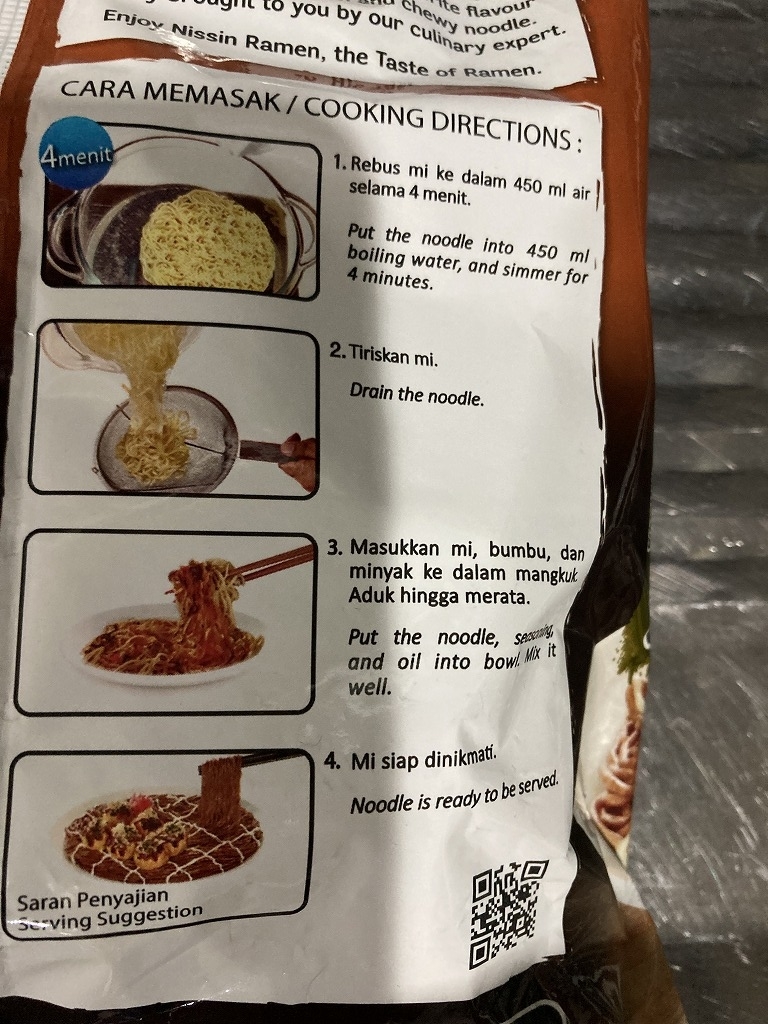 ite flavour
and chewy noodle.
ought to you by our culinary expert.
Enjoy Nissin Ramen, the Taste of Ramen.
CARA MEMASAK / COOKING DIRECTIONS :
4menit
1. Rebus mi ke dalam 450 ml air
selama 4 menit.
Put the noodle into 450 ml
boiling water, and simmer for
4 minutes.
2. Tiriskan mi.
Drain the noodle.
3. Masukkan mi, bumbu, dan
minyak ke dalam mangkuk
Aduk hingga merata.
Put the noodle, seasoning,
and oil into bowl. Mix it
well.
4. Mi siap dinikmati.
Noodle is ready to be served.
Saran Penyajian
Serving Suggestion